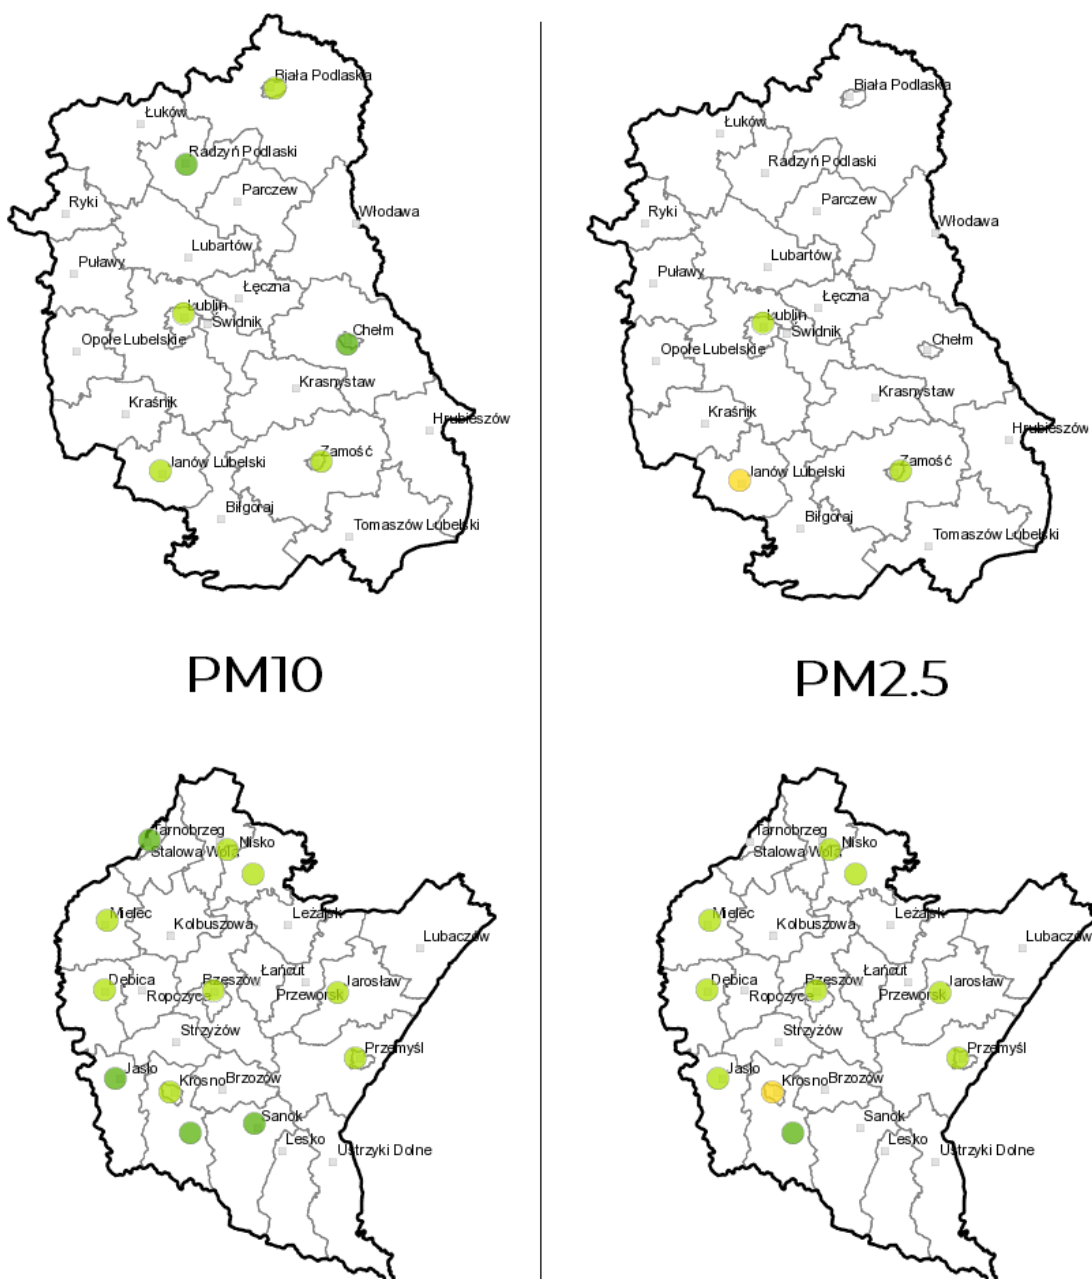 Biała Podlaska
Łuków
Radzyń Podlaski
Parczew
Ryki
Włodawa
Lubartów
Puławy
Łęczna
Lublin
Świdnik
Opole Lubelskie
Chełm
Krasnystaw
Kraśnik
Hrubieszów
Zamość
Janów Lubelski
Biłgoraj
Tomaszów Lubelski
Biała Podlaska
Łuków
Radzyń Podlaski
Parczew
Ryki
Włodawa
Lubartów
Puławy
Łęczna
Lublin
Świdnik
Opole Lubelskie
Chełm
Krasnystaw
Kraśnik
Hrubieszów
Zamość
Janów Lubelski
Biłgoraj
Tomaszów Lubelski
PM10
PM2.5
Tarnobrzeg
Nisko
Stalowa Wola
Mielec
Kolbuszowa
Leżajsk
Lubaczów
Dębica
Ropczyce
Rzeszów
Łańcut
Przeworsk
Jarosław
Strzyżów
Przemyśl
Jasło
Krosno
Brzozów
Sanok
Lesko
Ustrzyki Dolne
Tarnobrzeg
Nisko
Stalowa Wola
Mielec
Kolbuszowa
Leżajsk
Lubaczów
Dębica
Ropczyce
Rzeszów
Łańcut
Przeworsk
Jarosław
Strzyżów
Przemyśl
Jasło
Krosno
Brzozów
Sanok
Lesko
Ustrzyki Dolne